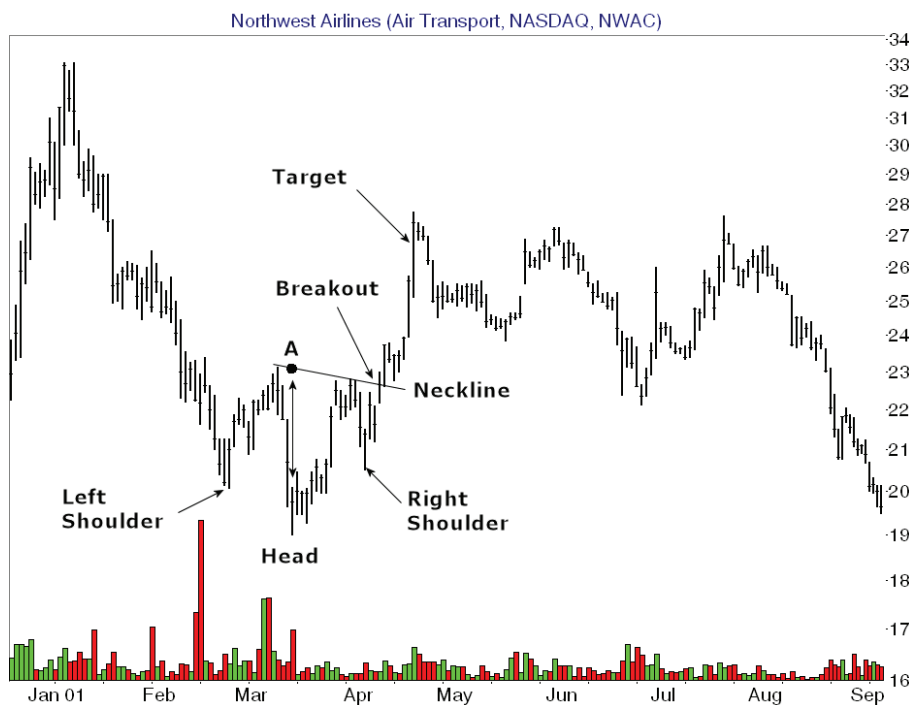 Northwest Airlines (Air Transport, NASDAQ, NWAC)
34
33
32
31
30
29
28
27
26
25
24
23
22
21
20
19
18
17
16
Target
Breakout
A
Neckline
Left
Shoulder
Right
Shoulder
Head
Jan 01 Feb Mar Apr May Jun Jul Aug Sep